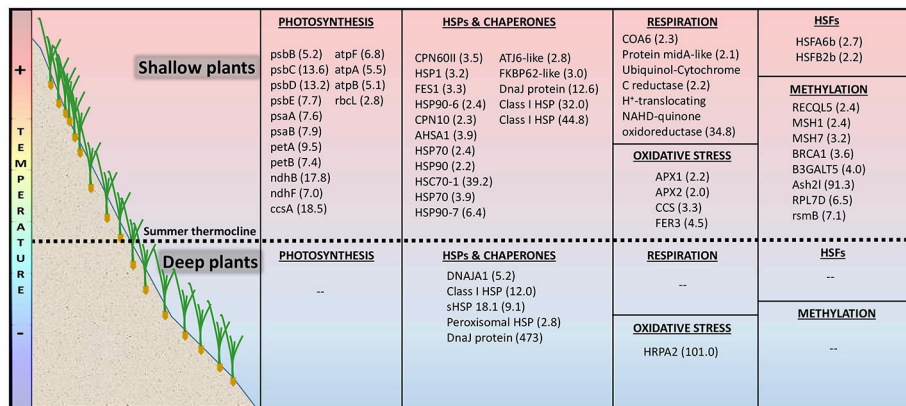 +
TEMPERATURE
-
Shallow plants
Summer thermocline
Deep plants
PHOTOSYNTHESIS
psbB (5.2) atpF (6.8)
psbC (13.6) atpA (5.5)
psbD (13.2) atpB (5.1)
psbE (7.7) rbcL (2.8)
psaA (7.6)
psaB (7.9)
petA (9.5)
petB (7.4)
ndhB (17.8)
ndhF (7.0)
ccsA (18.5)
HSPs & CHAPERONES
CPN60II (3.5) ATJ6-like (2.8)
HSP1 (3.2) FKBP62-like (3.0)
FES1 (3.3) DnaJ protein (12.6)
HSP90-6 (2.4) Class I HSP (32.0)
CPN10 (2.3) Class I HSP (44.8)
AHSA1 (3.9)
HSP70 (2.4)
HSP90 (2.2)
HSC70-1 (39.2)
HSP70 (3.9)
HSP90-7 (6.4)
RESPIRATION
COA6 (2.3)
Protein midA-like (2.1)
Ubiquinol-Cytochrome
C reductase (2.2)
H⁺-translocating
NAHD-quinone
oxidoreductase (34.8)
OXIDATIVE STRESS
APX1 (2.2)
APX2 (2.0)
CCS (3.3)
FER3 (4.5)
HSFs
HSFA6b (2.7)
HSFB2b (2.2)
METHYLATION
RECQL5 (2.4)
MSH1 (2.4)
MSH7 (3.2)
BRCA1 (3.6)
B3GALT5 (4.0)
Ash2l (91.3)
RPL7D (6.5)
rsmB (7.1)
PHOTOSYNTHESIS
--
HSPs & CHAPERONES
DNAJA1 (5.2)
Class I HSP (12.0)
sHSP 18.1 (9.1)
Peroxisomal HSP (2.8)
DnaJ protein (473)
RESPIRATION
--
OXIDATIVE STRESS
HRPA2 (101.0)
HSFs
--
METHYLATION
--